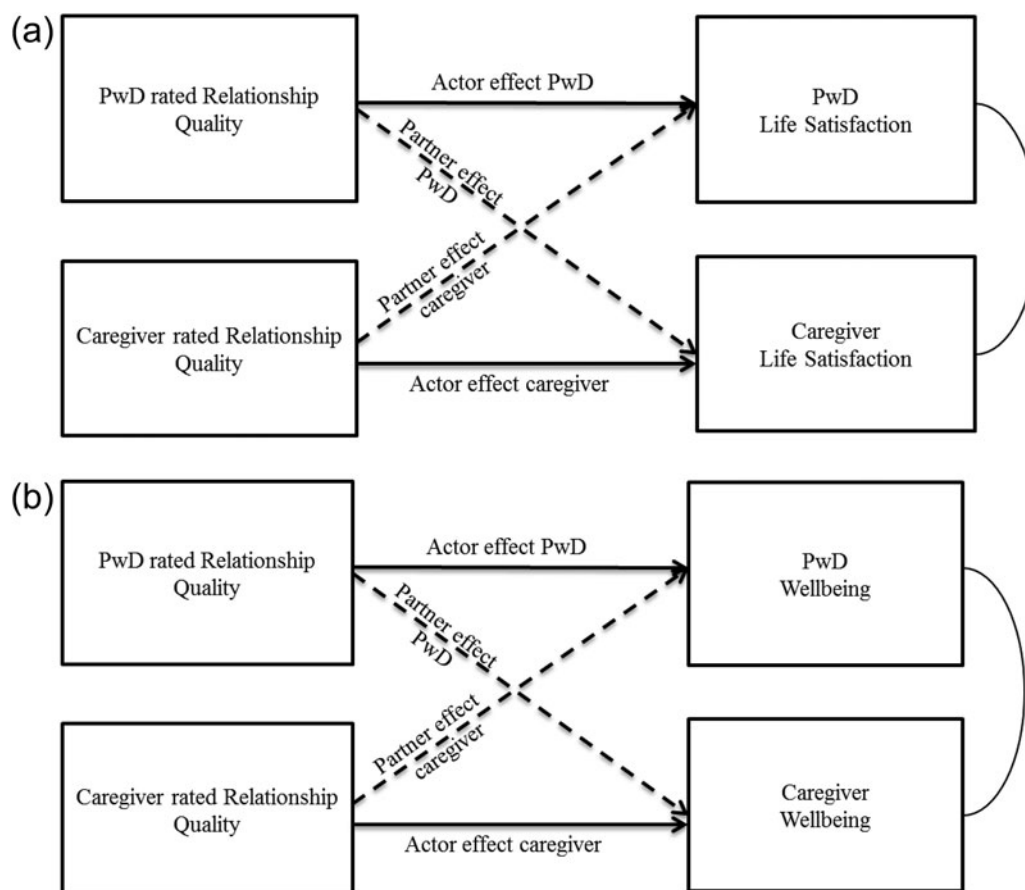 (a)
PwD rated Relationship
Quality
Actor effect PwD
PwD
Life Satisfaction
Partner effect
PwD
Partner effect
caregiver
Caregiver rated Relationship
Quality
Actor effect caregiver
Caregiver
Life Satisfaction
(b)
PwD rated Relationship
Quality
Actor effect PwD
PwD
Wellbeing
Partner effect
PwD
Partner effect
caregiver
Caregiver rated Relationship
Quality
Actor effect caregiver
Caregiver
Wellbeing